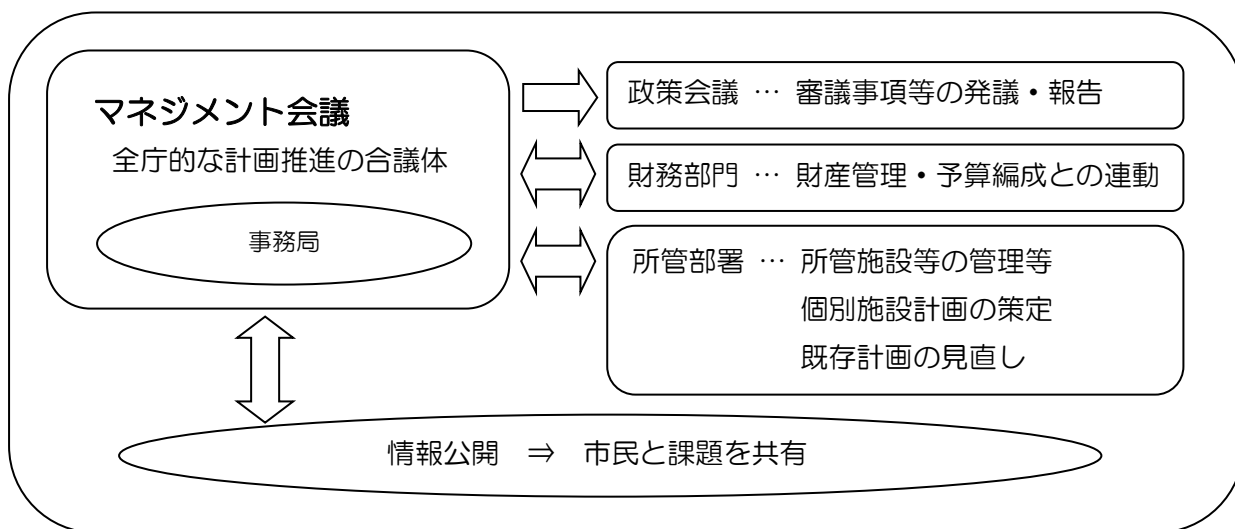 マネジメント会議
全庁的な計画推進の合議体
事務局
政策会議 … 審議事項等の発議・報告
財務部門 … 財産管理・予算編成との連動
所管部署 … 所管施設等の管理等
個別施設計画の策定
既存計画の見直し
情報公開 ⇒ 市民と課題を共有